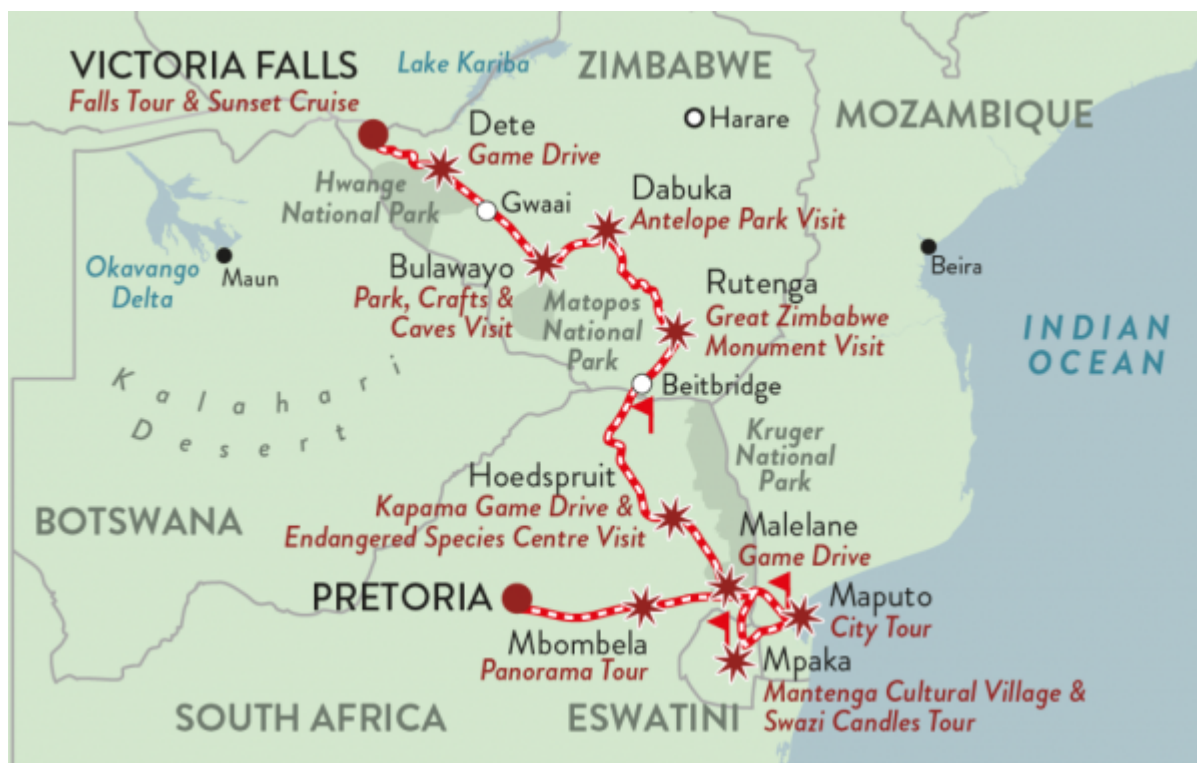 VICTORIA FALLS
Falls Tour & Sunset Cruise
Lake Kariba
ZIMBABWE
Harare
MOZAMBIQUE
Dete
Game Drive
Hwange
National Park
Gwaai
Dabuka
Antelope Park Visit
Okavango
Delta
Maun
Bulawayo
Park, Crafts &
Caves Visit
Matopos
National
Park
Rutenga
Great Zimbabwe
Monument Visit
Beira
INDIAN
OCEAN
Kalahari
Desert
Beitbridge
Kruger
National
Park
BOTSWANA
Hoedspruit
Kapama Game Drive &
Endangered Species Centre Visit
Malelane
Game Drive
PRETORIA
Mbombela
Panorama Tour
Maputo
City Tour
Mpaka
Mantenga Cultural Village &
Swazi Candles Tour
SOUTH AFRICA
ESWATINI